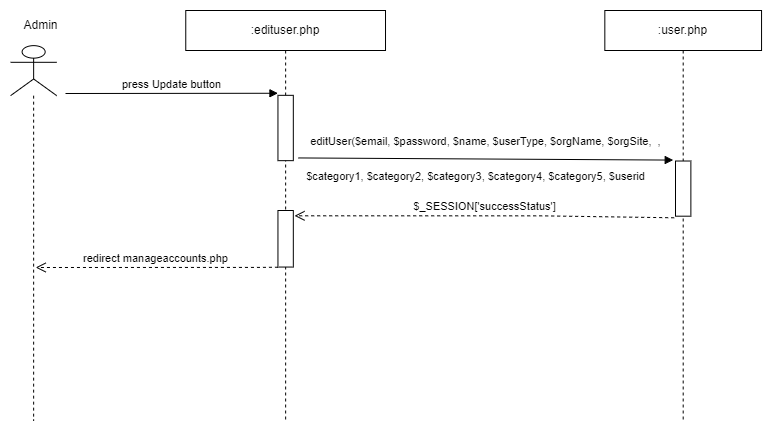 Admin
:edituser.php
:user.php
press Update button
editUser($email, $password, $name, $userType, $orgName, $orgSite,  ,
$category1, $category2, $category3, $category4, $category5, $userid
$_SESSION['successStatus']
redirect manageaccounts.php